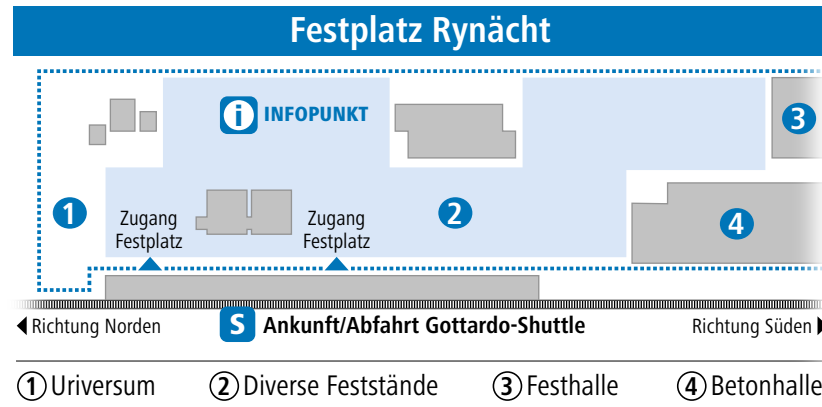 Festplatz Rynächt
i INFOPUNKT
3
1
Zugang
Festplatz
Zugang
Festplatz
2
4
Richtung Norden
S Ankunft/Abfahrt Gottardo-Shuttle
Richtung Süden
1 Uriversum
2 Diverse Feststände
3 Festhalle
4 Betonhalle